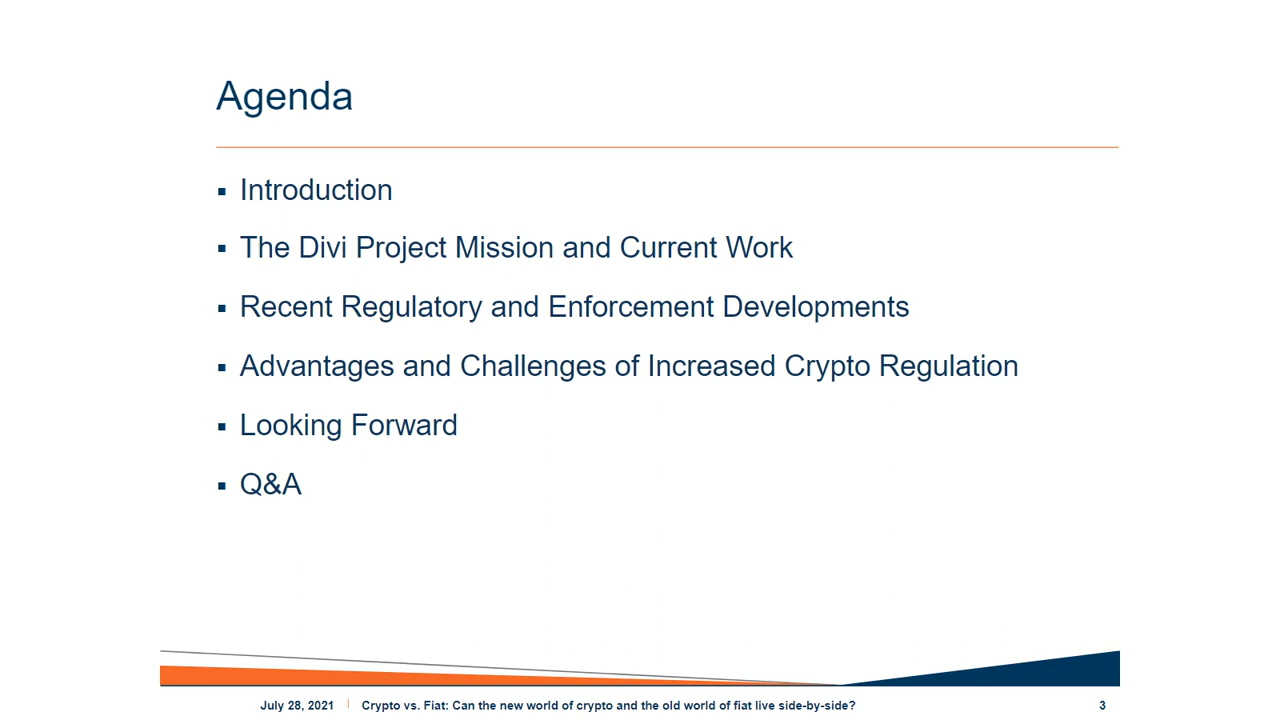 Agenda
▪ Introduction
▪ The Divi Project Mission and Current Work
▪ Recent Regulatory and Enforcement Developments
▪ Advantages and Challenges of Increased Crypto Regulation
▪ Looking Forward
▪ Q&A
July 28, 2021 | Crypto vs. Fiat: Can the new world of crypto and the old world of fiat live side-by-side? 3